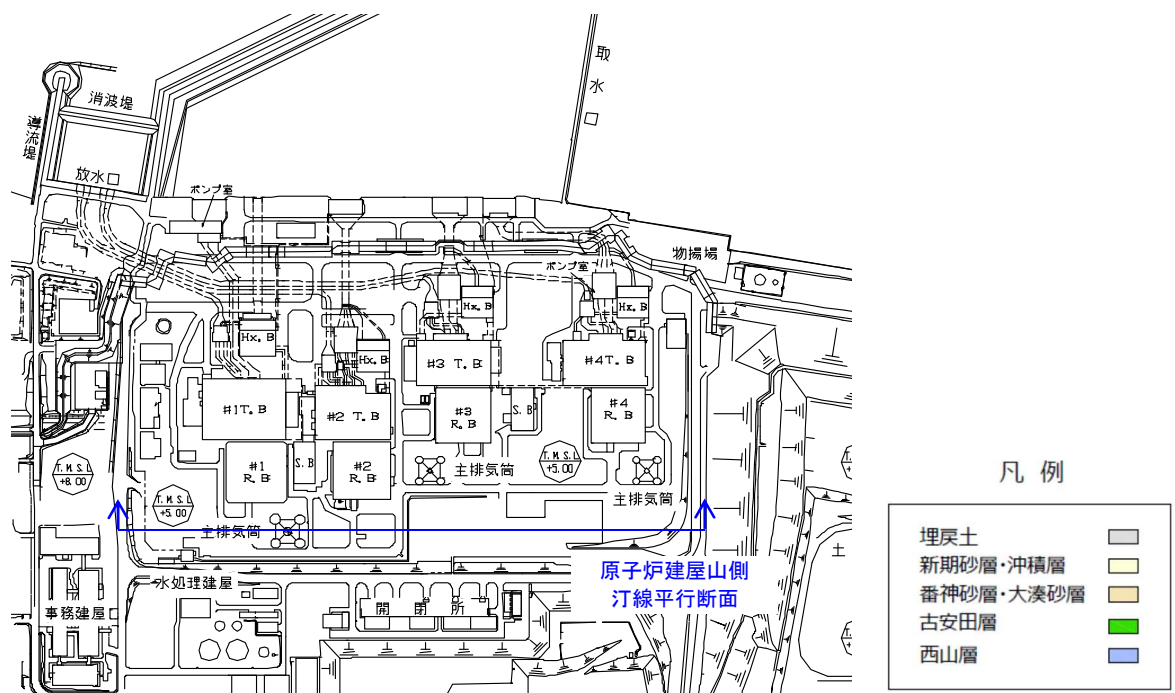 取
水
口
消波堤
導流堤
放水口
ポンプ室
物揚場
ポンプ室
Hx. B
Hx. B
Hx. B
Hx. B
#3 T. B
#4 T. B
#1 T. B
#2 T. B
#3
R. B
S. B
#4
R. B
#1
R. B
S. B
#2
R. B
T. M. S. L
+8. 00
T. M. S. L
+5. 00
T. M. S. L
+5. 00
主排気筒
主排気筒
主排気筒
原子炉建屋山側
汀線平行断面
水処理建屋
事務建屋
開 閉 所
土
凡 例
埋戻土
新期砂層・沖積層
番神砂層・大湊砂層
古安田層
西山層